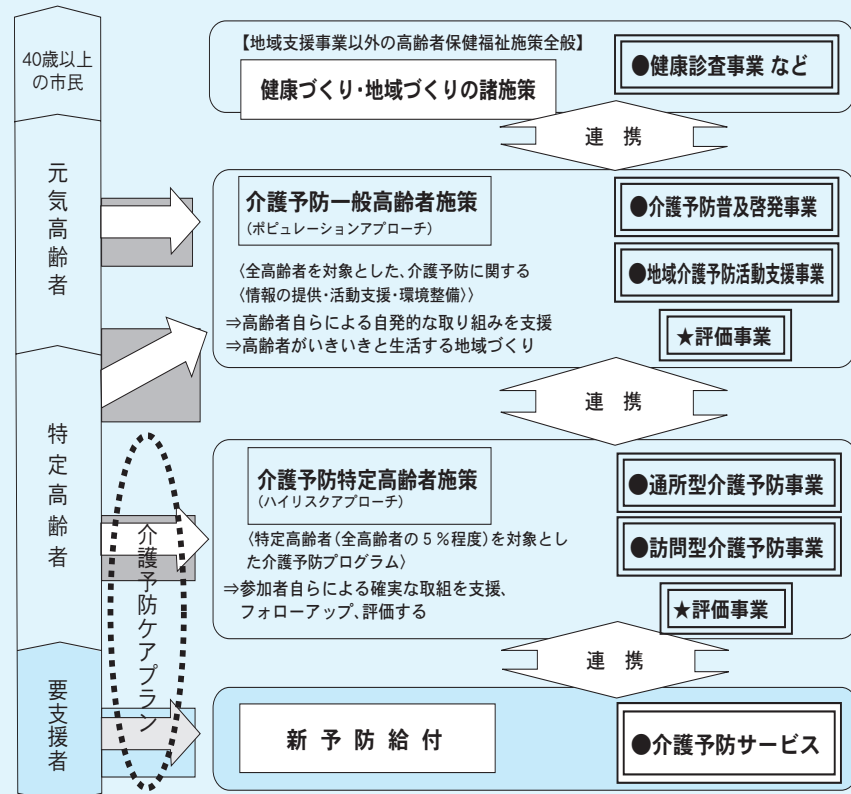 40歳以上
の市民
元気高齢者
特定高齢者
要支援者
介護予防ケアプラン
【地域支援事業以外の高齢者保健福祉施策全般】
健康づくり・地域づくりの諸施策
●健康診査事業 など
連 携
介護予防一般高齢者施策
(ポピュレーションアプローチ)
〈全高齢者を対象とした、介護予防に関する
〈情報の提供・活動支援・環境整備〉〉
⇒高齢者自らによる自発的な取り組みを支援
⇒高齢者がいきいきと生活する地域づくり
●介護予防普及啓発事業
●地域介護予防活動支援事業
★評価事業
連 携
介護予防特定高齢者施策
(ハイリスクアプローチ)
〈特定高齢者(全高齢者の5%程度)を対象とし
た介護予防プログラム〉
⇒参加者自らによる確実な取組を支援、
フォローアップ、評価する
●通所型介護予防事業
●訪問型介護予防事業
★評価事業
連 携
新 予 防 給 付
●介護予防サービス